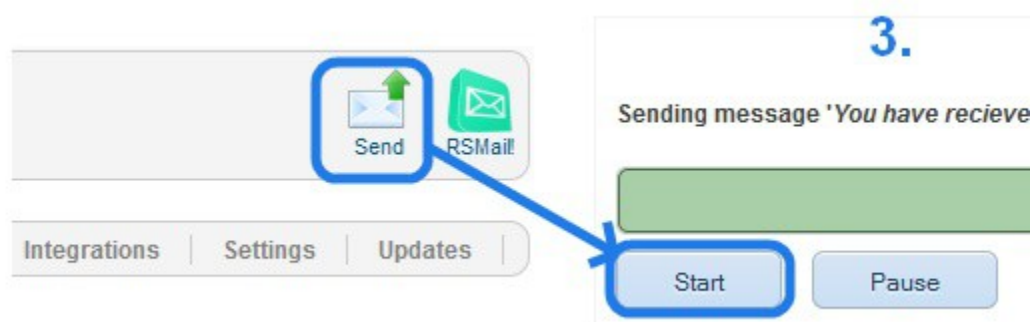 3.
Send RSMail!
Sending message 'You have recieve
Integrations Settings Updates
Start Pause